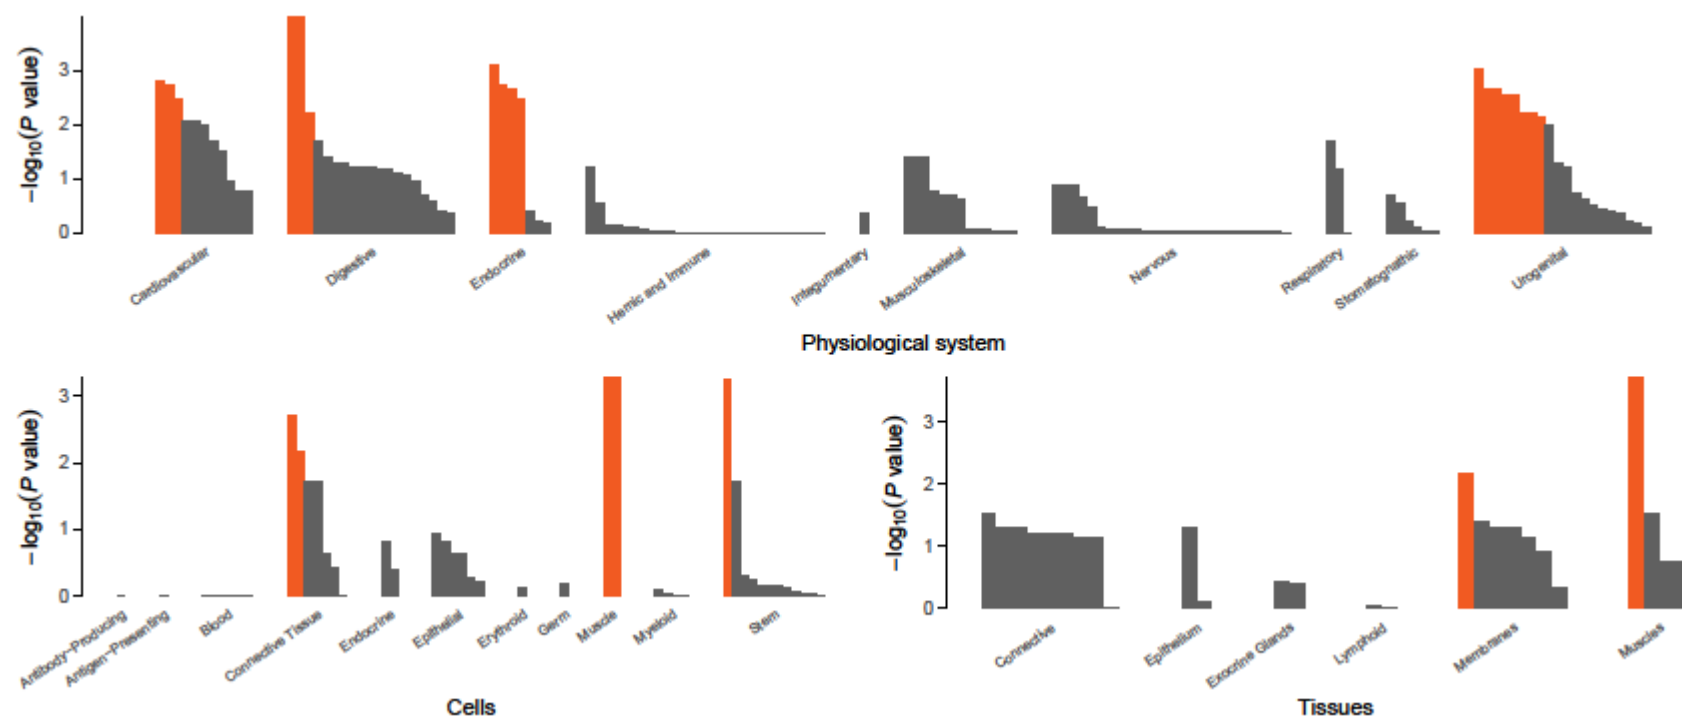 −log10(P value)
3
2
1
0
Cardiovascular
Digestive
Endocrine
Hemic and Immune
Integumentary
Musculoskeletal
Nervous
Respiratory
Stomatognathic
Urogenital
Physiological system
−log10(P value)
3
2
1
0
Antibody−Producing
Antigen−Presenting
Blood
Connective Tissue
Endocrine
Epithelial
Erythroid
Germ
Muscle
Myeloid
Stem
Cells
−log10(P value)
3
2
1
0
Connective
Epithelium
Exocrine Glands
Lymphoid
Membranes
Muscles
Tissues